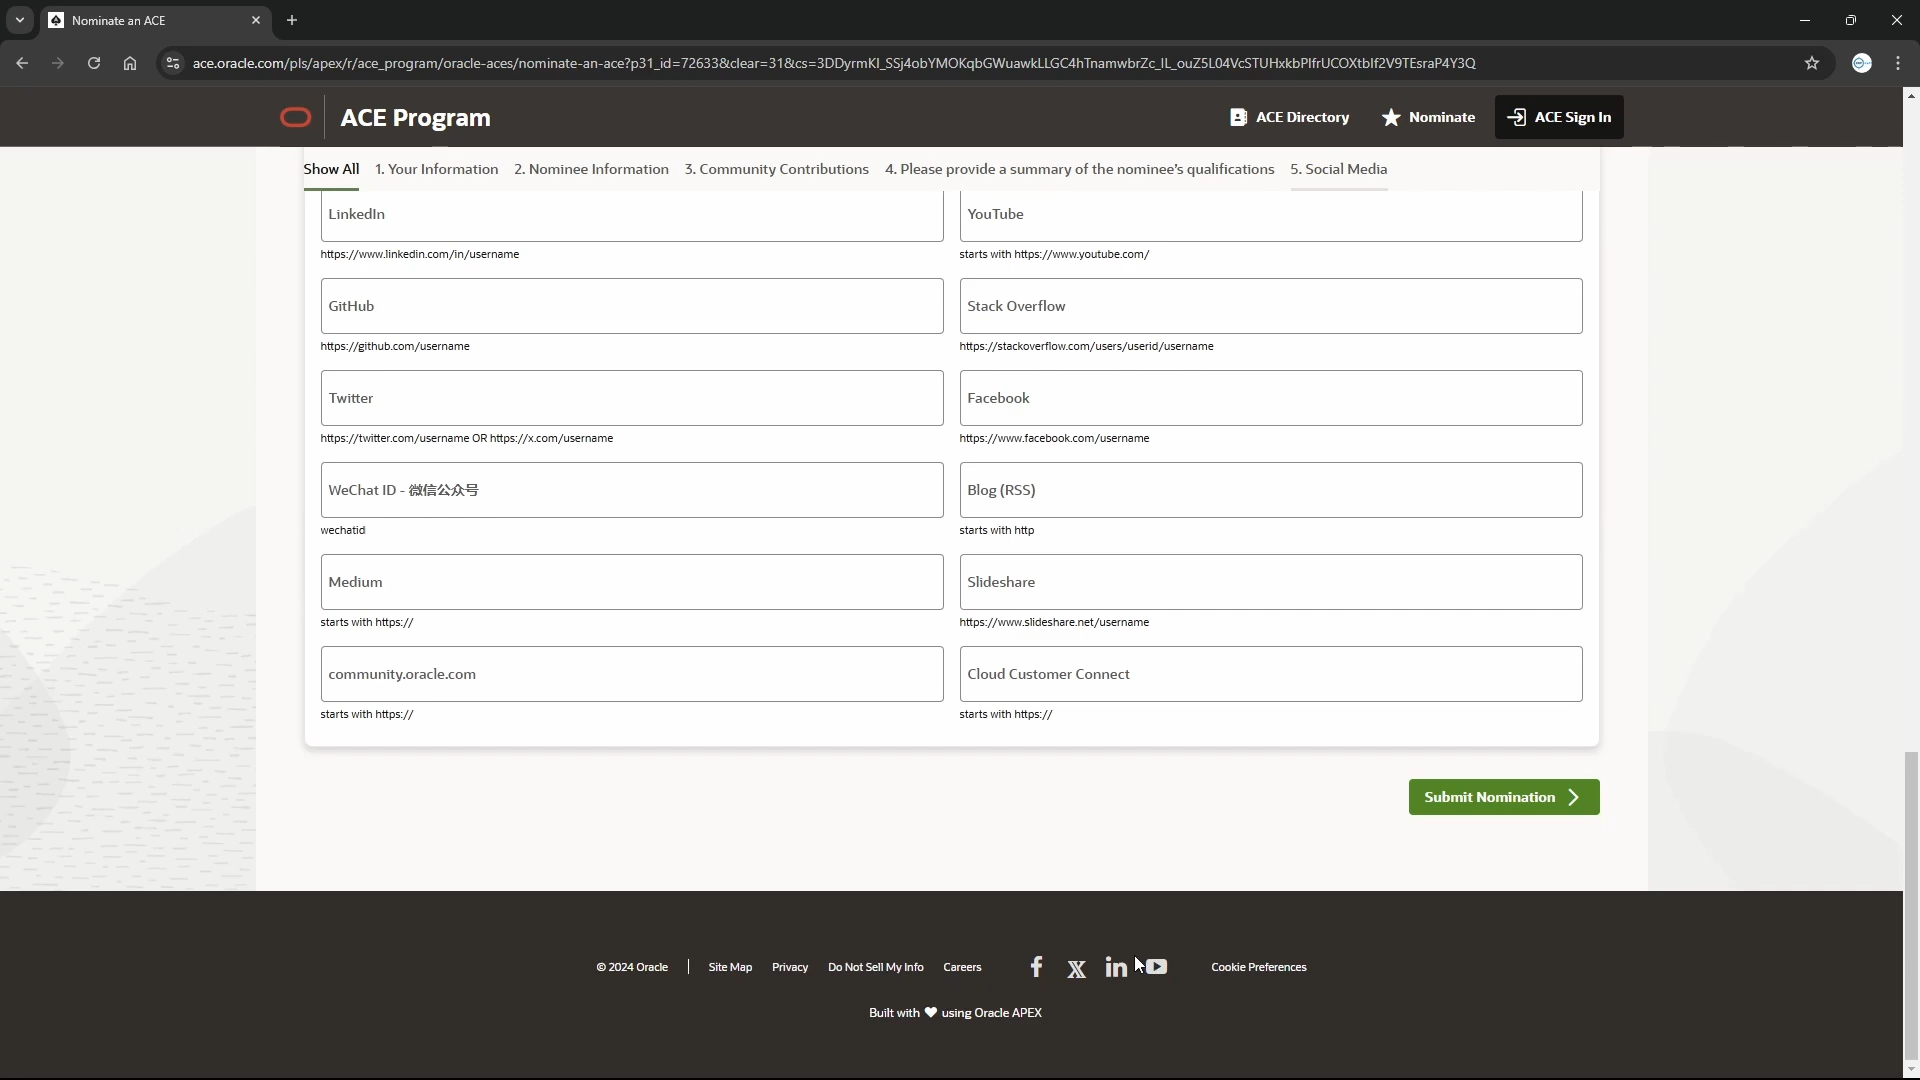 Nominate an ACE
ace.oracle.com/pls/apex/r/ace_program/oracle-aces/nominate-an-ace?p31_id=72633&clear=31&cs=3DDyrmKl_SSj4obYMOKqbGWuawkLLGC4hTnamwbrZc_lL_ouZ5L04VcSTUHxkbPlfrUCOXtblf2V9TEsraP4Y3Q
ACE Program
ACE Directory
Nominate
ACE Sign In
Show All 1. Your Information 2. Nominee Information 3. Community Contributions 4. Please provide a summary of the nominee's qualifications 5. Social Media
LinkedIn
https://www.linkedin.com/in/username
YouTube
starts with https://www.youtube.com/
GitHub
https://github.com/username
Stack Overflow
https://stackoverflow.com/users/userid/username
Twitter
https://twitter.com/username OR https://x.com/username
Facebook
https://www.facebook.com/username
WeChat ID - 微信公众号
wechatid
Blog (RSS)
starts with http
Medium
starts with https://
Slideshare
https://www.slideshare.net/username
community.oracle.com
starts with https://
Cloud Customer Connect
starts with https://
Submit Nomination
© 2024 Oracle | Site Map Privacy Do Not Sell My Info Careers Cookie Preferences
Built with ♥ using Oracle APEX